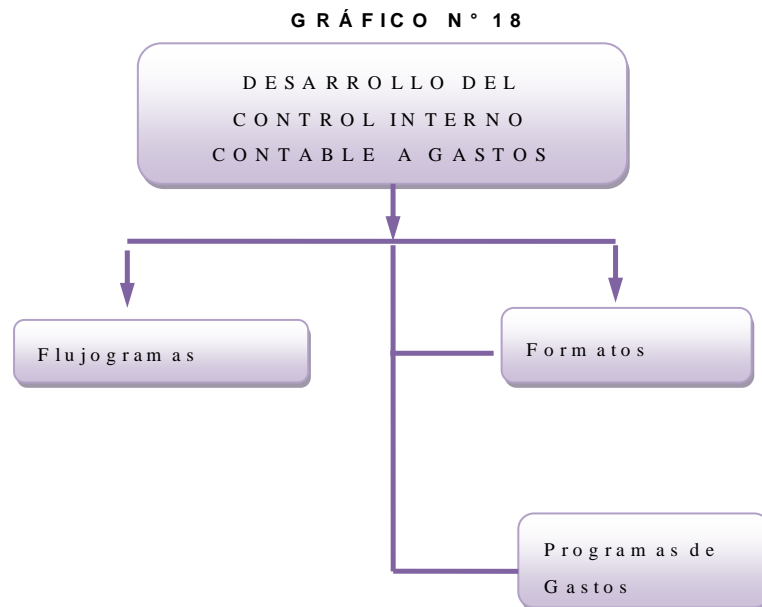 GRÁFICO N° 18
DESARROLLO DEL
CONTROL INTERNO
CONTABLE A GASTOS
Flujogramas
Formatos
Programas de
Gastos